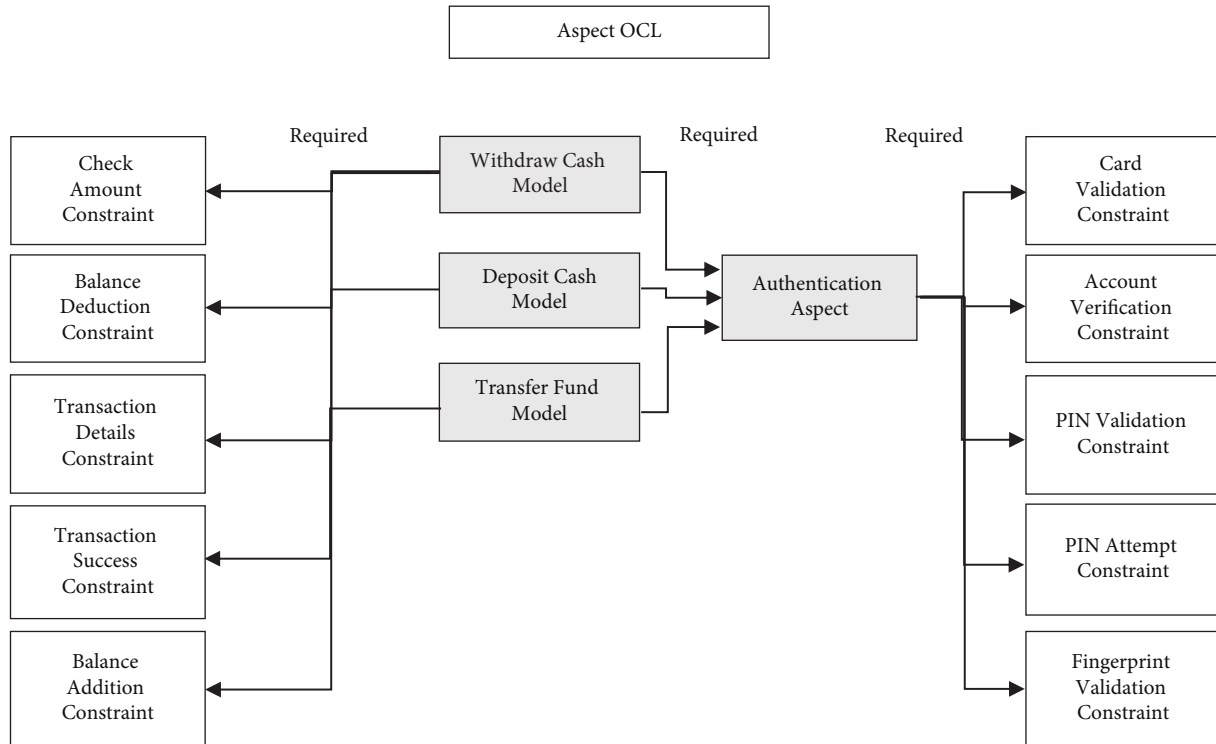 Aspect OCL
Required
Required
Required
Check
Amount
Constraint
Balance
Deduction
Constraint
Transaction
Details
Constraint
Transaction
Success
Constraint
Balance
Addition
Constraint
Withdraw Cash
Model
Deposit Cash
Model
Transfer Fund
Model
Authentication
Aspect
Card
Validation
Constraint
Account
Verification
Constraint
PIN Validation
Constraint
PIN Attempt
Constraint
Fingerprint
Validation
Constraint